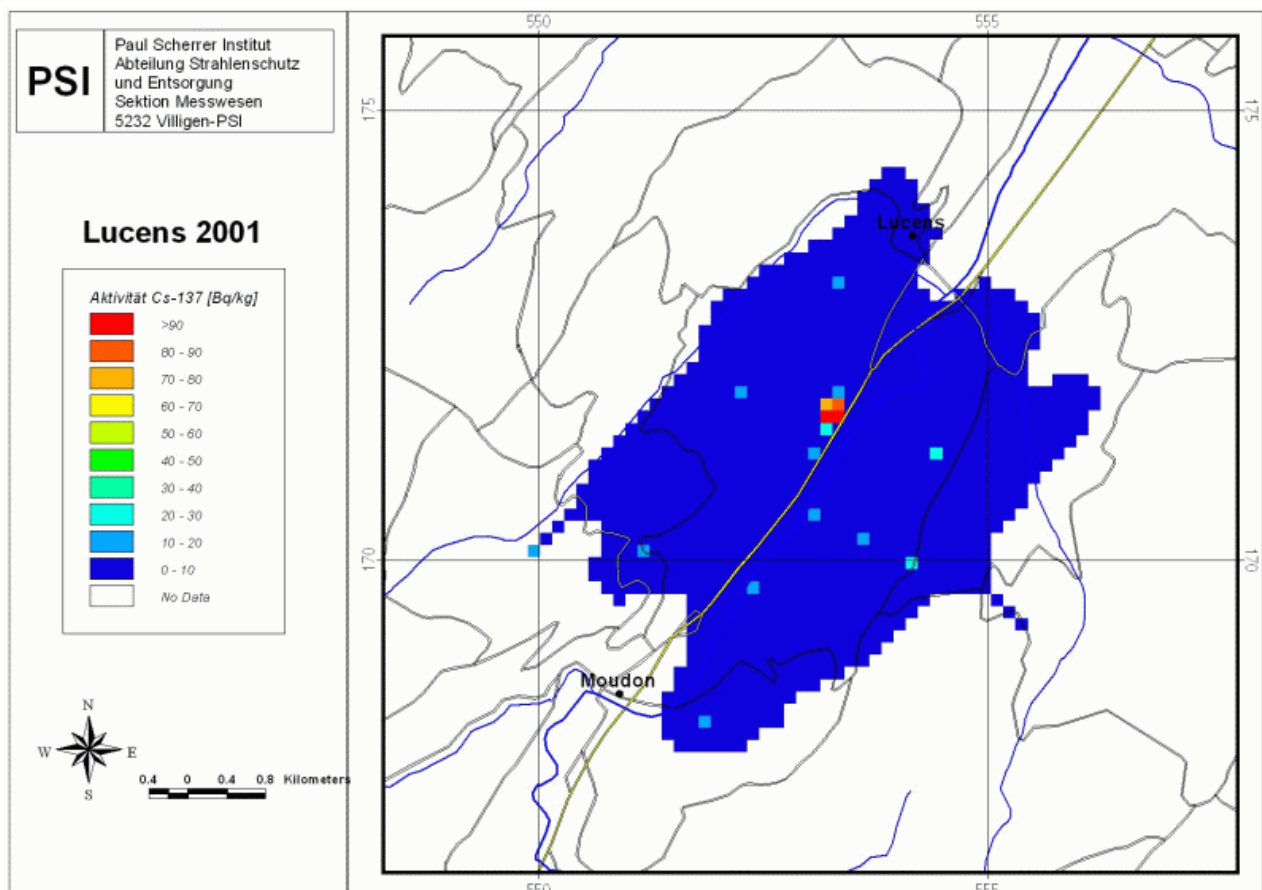 PSI
Paul Scherrer Institut
Abteilung Strahlenschutz
und Entsorgung
Sektion Messwesen
5232 Villigen-PSI
Lucens 2001
Aktivität Cs-137 [Bq/kg]
>90
80 - 90
70 - 80
60 - 70
50 - 60
40 - 50
30 - 40
20 - 30
10 - 20
0 - 10
No Data
N
W E
S
0.4 0 0.4 0.8 Kilometers
550 555
175 175
Lucens
170 170
Moudon
550 555